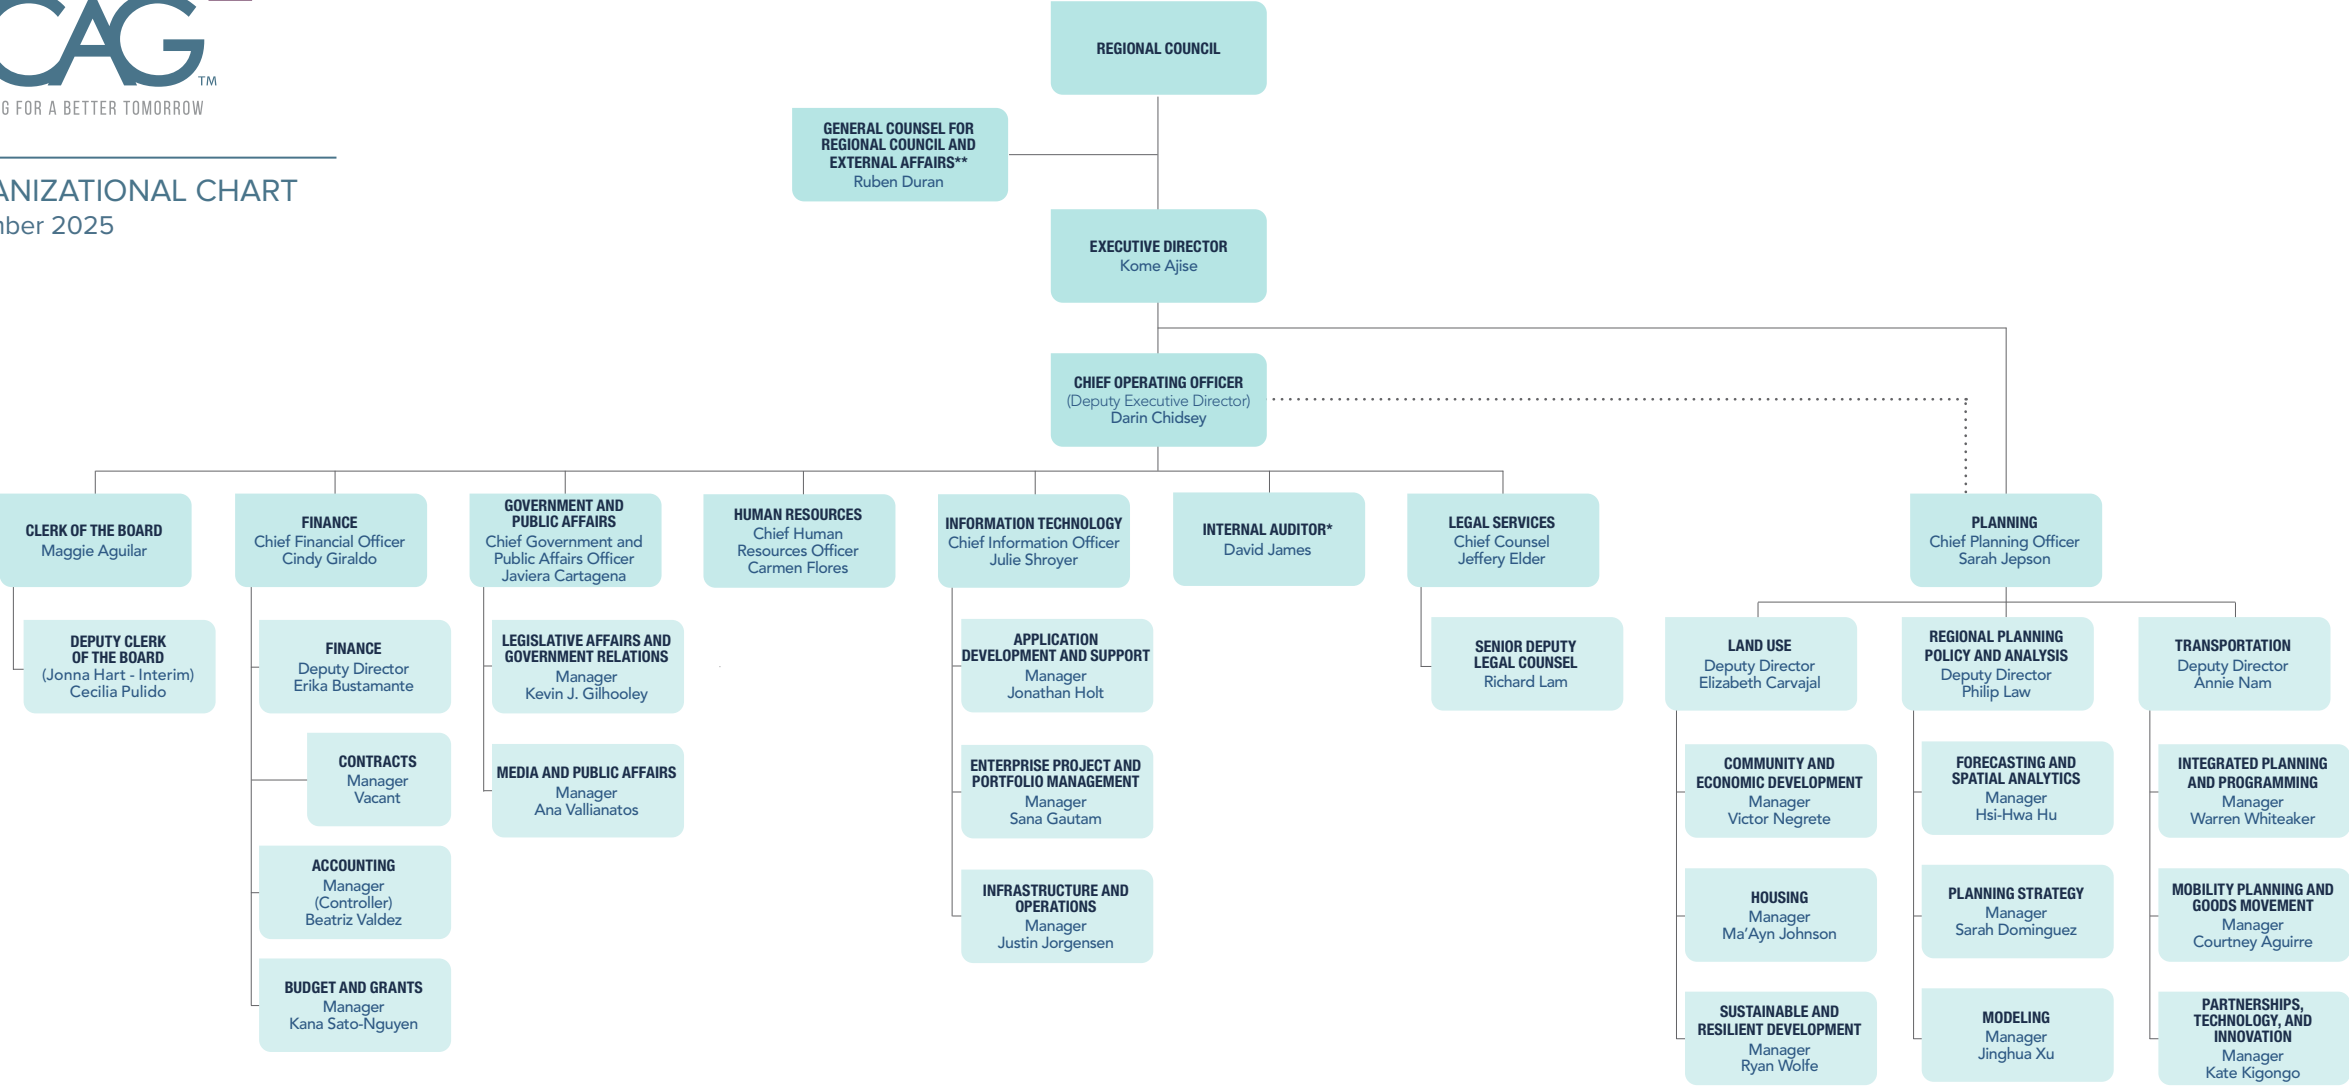 CAG
TM
G FOR A BETTER TOMORROW
ANIZATIONAL CHART
mber 2025
REGIONAL COUNCIL
GENERAL COUNSEL FOR
REGIONAL COUNCIL AND
EXTERNAL AFFAIRS**
Ruben Duran
EXECUTIVE DIRECTOR
Kome Ajise
CHIEF OPERATING OFFICER
(Deputy Executive Director)
Darin Chidsey
CLERK OF THE BOARD
Maggie Aguilar
DEPUTY CLERK
OF THE BOARD
(Jonna Hart - Interim)
Cecilia Pulido
FINANCE
Chief Financial Officer
Cindy Giraldo
FINANCE
Deputy Director
Erika Bustamante
CONTRACTS
Manager
Vacant
ACCOUNTING
Manager
(Controller)
Beatriz Valdez
BUDGET AND GRANTS
Manager
Kana Sato-Nguyen
GOVERNMENT AND
PUBLIC AFFAIRS
Chief Government and
Public Affairs Officer
Javiera Cartagena
LEGISLATIVE AFFAIRS AND
GOVERNMENT RELATIONS
Manager
Kevin J. Gilhooley
MEDIA AND PUBLIC AFFAIRS
Manager
Ana Vallianatos
HUMAN RESOURCES
Chief Human
Resources Officer
Carmen Flores
INFORMATION TECHNOLOGY
Chief Information Officer
Julie Shroyer
APPLICATION
DEVELOPMENT AND SUPPORT
Manager
Jonathan Holt
ENTERPRISE PROJECT AND
PORTFOLIO MANAGEMENT
Manager
Sana Gautam
INFRASTRUCTURE AND
OPERATIONS
Manager
Justin Jorgensen
INTERNAL AUDITOR*
David James
LEGAL SERVICES
Chief Counsel
Jeffery Elder
SENIOR DEPUTY
LEGAL COUNSEL
Richard Lam
PLANNING
Chief Planning Officer
Sarah Jepson
LAND USE
Deputy Director
Elizabeth Carvajal
COMMUNITY AND
ECONOMIC DEVELOPMENT
Manager
Victor Negrete
HOUSING
Manager
Ma'Ayn Johnson
SUSTAINABLE AND
RESILIENT DEVELOPMENT
Manager
Ryan Wolfe
REGIONAL PLANNING
POLICY AND ANALYSIS
Deputy Director
Philip Law
FORECASTING AND
SPATIAL ANALYTICS
Manager
Hsi-Hwa Hu
PLANNING STRATEGY
Manager
Sarah Dominguez
MODELING
Manager
Jinghua Xu
TRANSPORTATION
Deputy Director
Annie Nam
INTEGRATED PLANNING
AND PROGRAMMING
Manager
Warren Whiteaker
MOBILITY PLANNING AND
GOODS MOVEMENT
Manager
Courtney Aguirre
PARTNERSHIPS,
TECHNOLOGY, AND
INNOVATION
Manager
Kate Kigongo